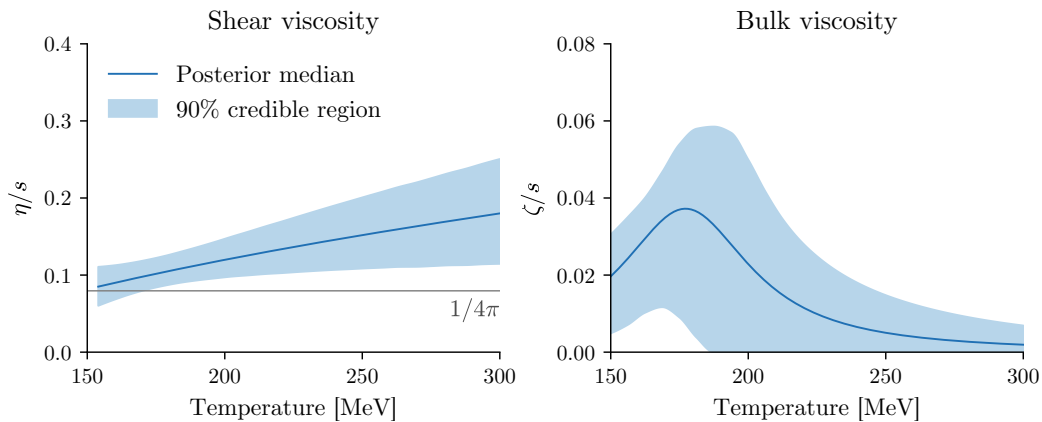 Shear viscosity
0.4
0.3
0.2
0.1
0.0
η/s
Posterior median
90% credible region
1/4π
150
200
250
300
Temperature [MeV]
Bulk viscosity
0.08
0.06
0.04
0.02
0.00
ζ/s
150
200
250
300
Temperature [MeV]